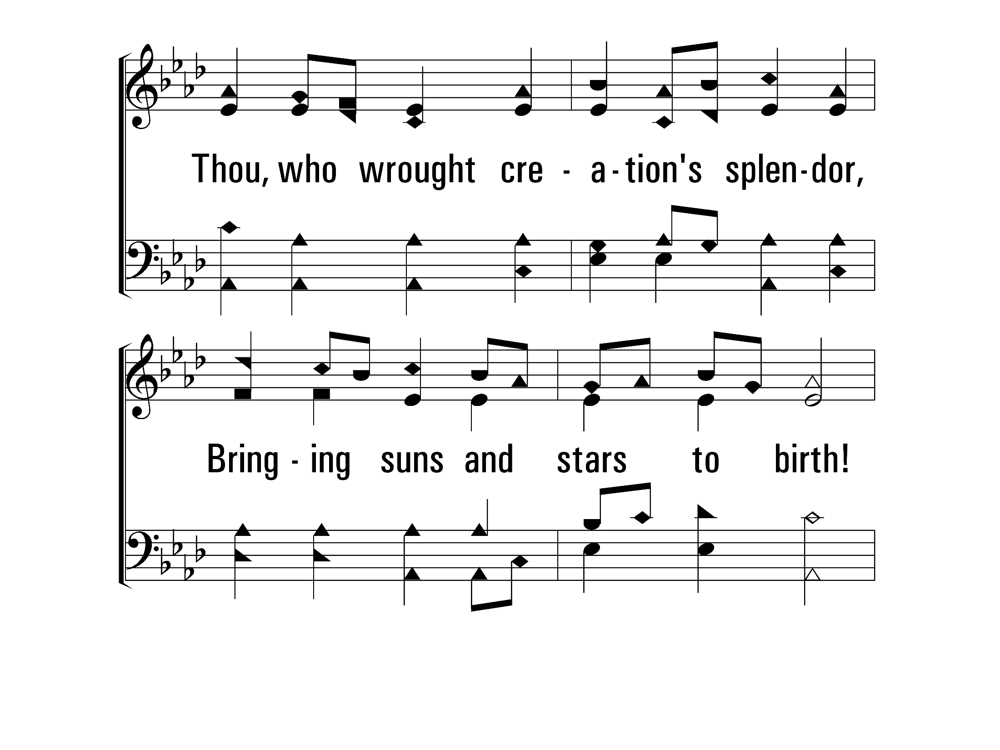 Thou, who wrought cre - a - tion's splen - dor,
Bring - ing suns and stars to birth!